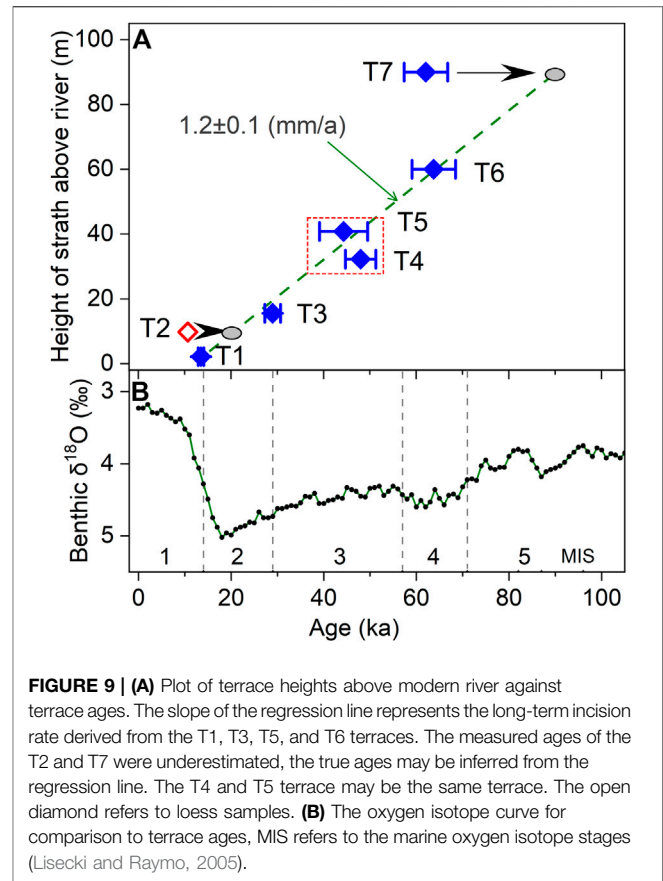 A
100
80
60
40
20
0
Height of strath above river (m)
T7
1.2±0.1 (mm/a)
T6
T5
T4
T3
T2
T1
B
3
4
5
Benthic δ¹⁸O (‰)
1 2 3 4 5 MIS
0 20 40 60 80 100
Age (ka)
FIGURE 9 | (A) Plot of terrace heights above modern river against
terrace ages. The slope of the regression line represents the long-term incision
rate derived from the T1, T3, T5, and T6 terraces. The measured ages of the
T2 and T7 were underestimated, the true ages may be inferred from the
regression line. The T4 and T5 terrace may be the same terrace. The open
diamond refers to loess samples. (B) The oxygen isotope curve for
comparison to terrace ages, MIS refers to the marine oxygen isotope stages
(Lisecki and Raymo, 2005).